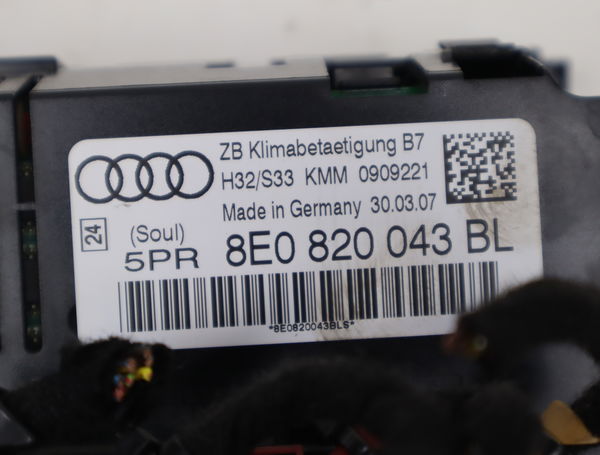 ZB Klimabetaetigung B7
H32/S33 KMM 0909221
Made in Germany 30.03.07
24
(Soul)
5PR 8E0 820 043 BL
*8E0820043BLS*